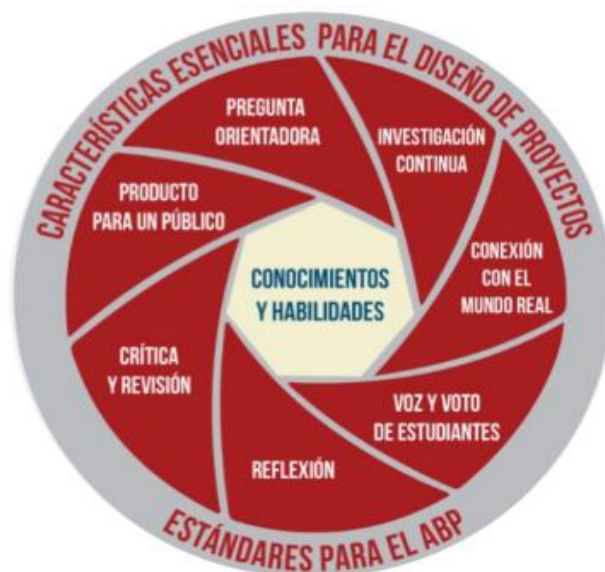 CARACTERÍSTICAS ESENCIALES PARA EL DISEÑO DE PROYECTOS
PREGUNTA
ORIENTADORA
INVESTIGACIÓN
CONTINUA
CONEXIÓN
CON EL
MUNDO REAL
VOZ Y VOTO
DE ESTUDIANTES
REFLEXIÓN
CRÍTICA
Y REVISIÓN
PRODUCTO
PARA UN PÚBLICO
CONOCIMIENTOS
Y HABILIDADES
ESTÁNDARES PARA EL ABP